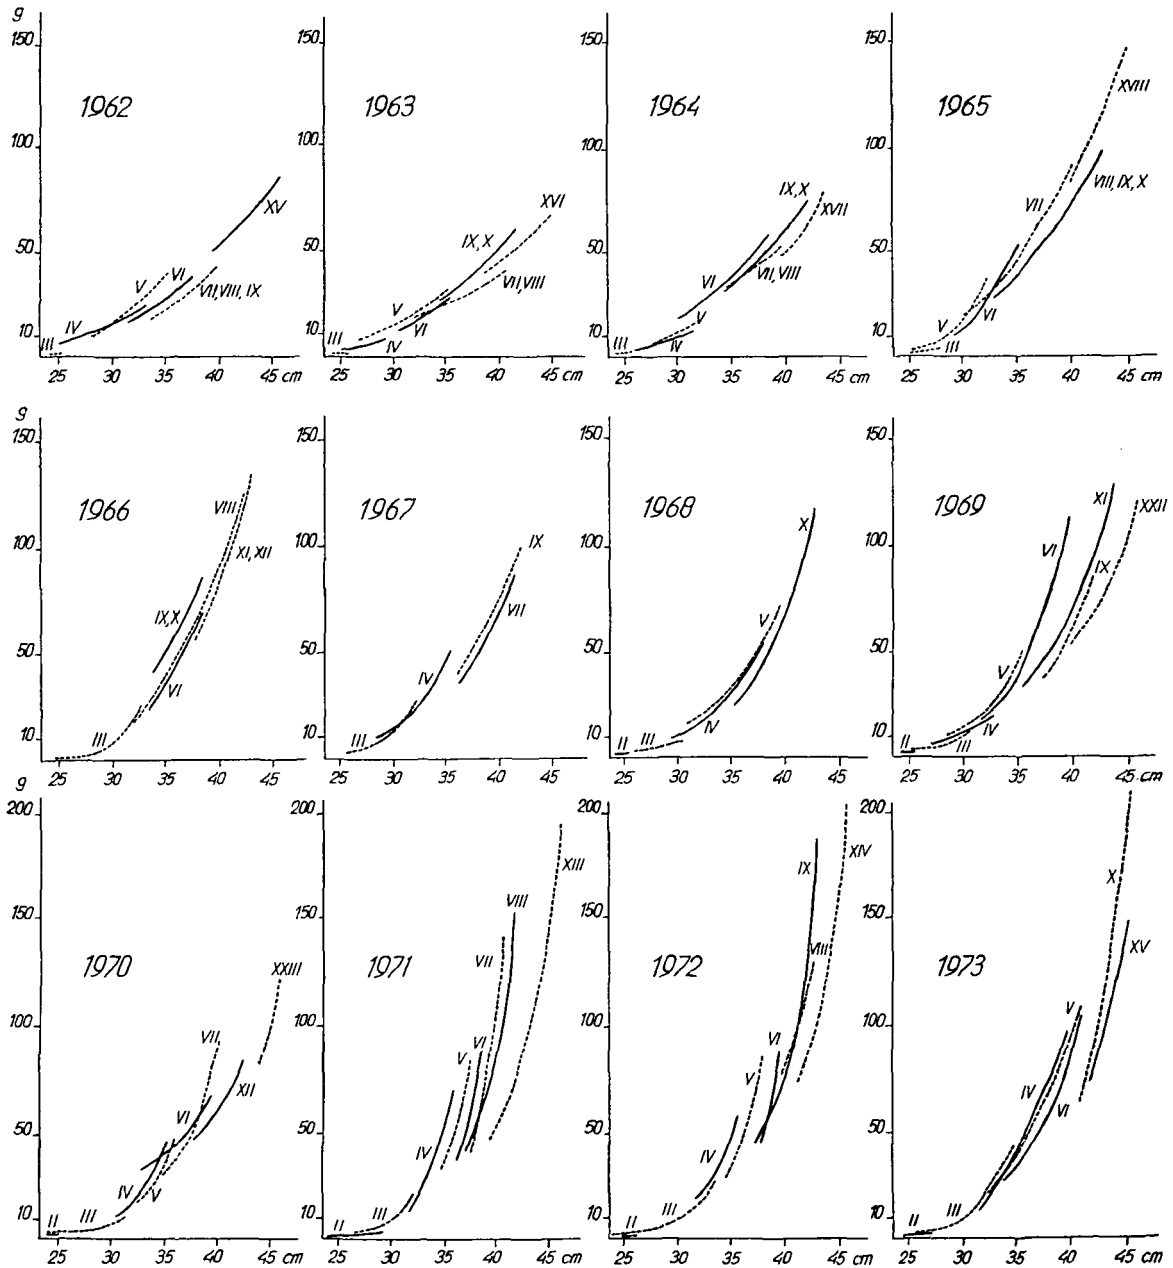 g
150 150 150 150
1962 1963 1964 1965
XVIII
100 100 100 100
XV XVI IX,X XVII VII VIII,IX,X
50 50 50 50
V VI VII,VIII,IX IX,X V VII,VIII VI VII,VIII
III IV III IV VI III IV V V VI III
10 10 10 10
25 30 35 40 45 cm 25 30 35 40 45 cm 25 30 35 40 45 cm 25 30 35 40 45 cm
g
150 150 150 150
1966 1967 1968 1969
VIII XI,XII IX X VI XI XXII
100 100 100 100
IX,X VII IX
50 50 50 50
VI IV V V
III III II III IV II III IV
10 10 10 10
25 30 35 40 45 25 30 35 40 45 25 30 35 40 45 25 30 35 40 45 cm
g
200 200 200 200
XIII IX XIV X
VIII
150 150 150 150
1970 1971 1972 1973
XXIII VII VIII XV
100 100 100 100
VII V VI VI V
XII V IV
50 50 50 50
VI IV IV VI
IV V
II III II III II III II III
10 10 10 10
25 30 35 40 45 cm 25 30 35 40 45 cm 25 30 35 40 45 cm 25 30 35 40 45 cm